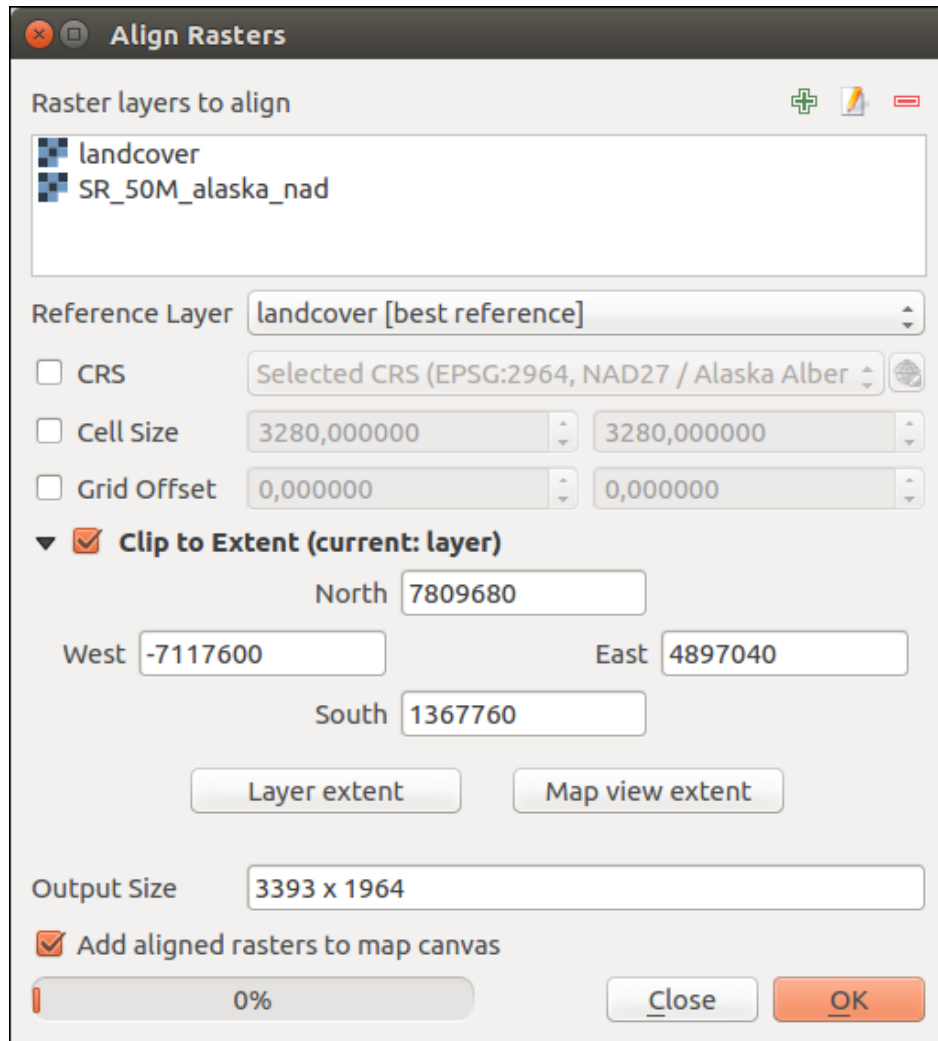 Align Rasters
Raster layers to align
landcover
SR_50M_alaska_nad
Reference Layer landcover [best reference]
CRS Selected CRS (EPSG:2964, NAD27 / Alaska Alber
Cell Size 3280,000000 3280,000000
Grid Offset 0,000000 0,000000
Clip to Extent (current: layer)
North 7809680
West -7117600 East 4897040
South 1367760
Layer extent Map view extent
Output Size 3393 x 1964
Add aligned rasters to map canvas
0% Close OK